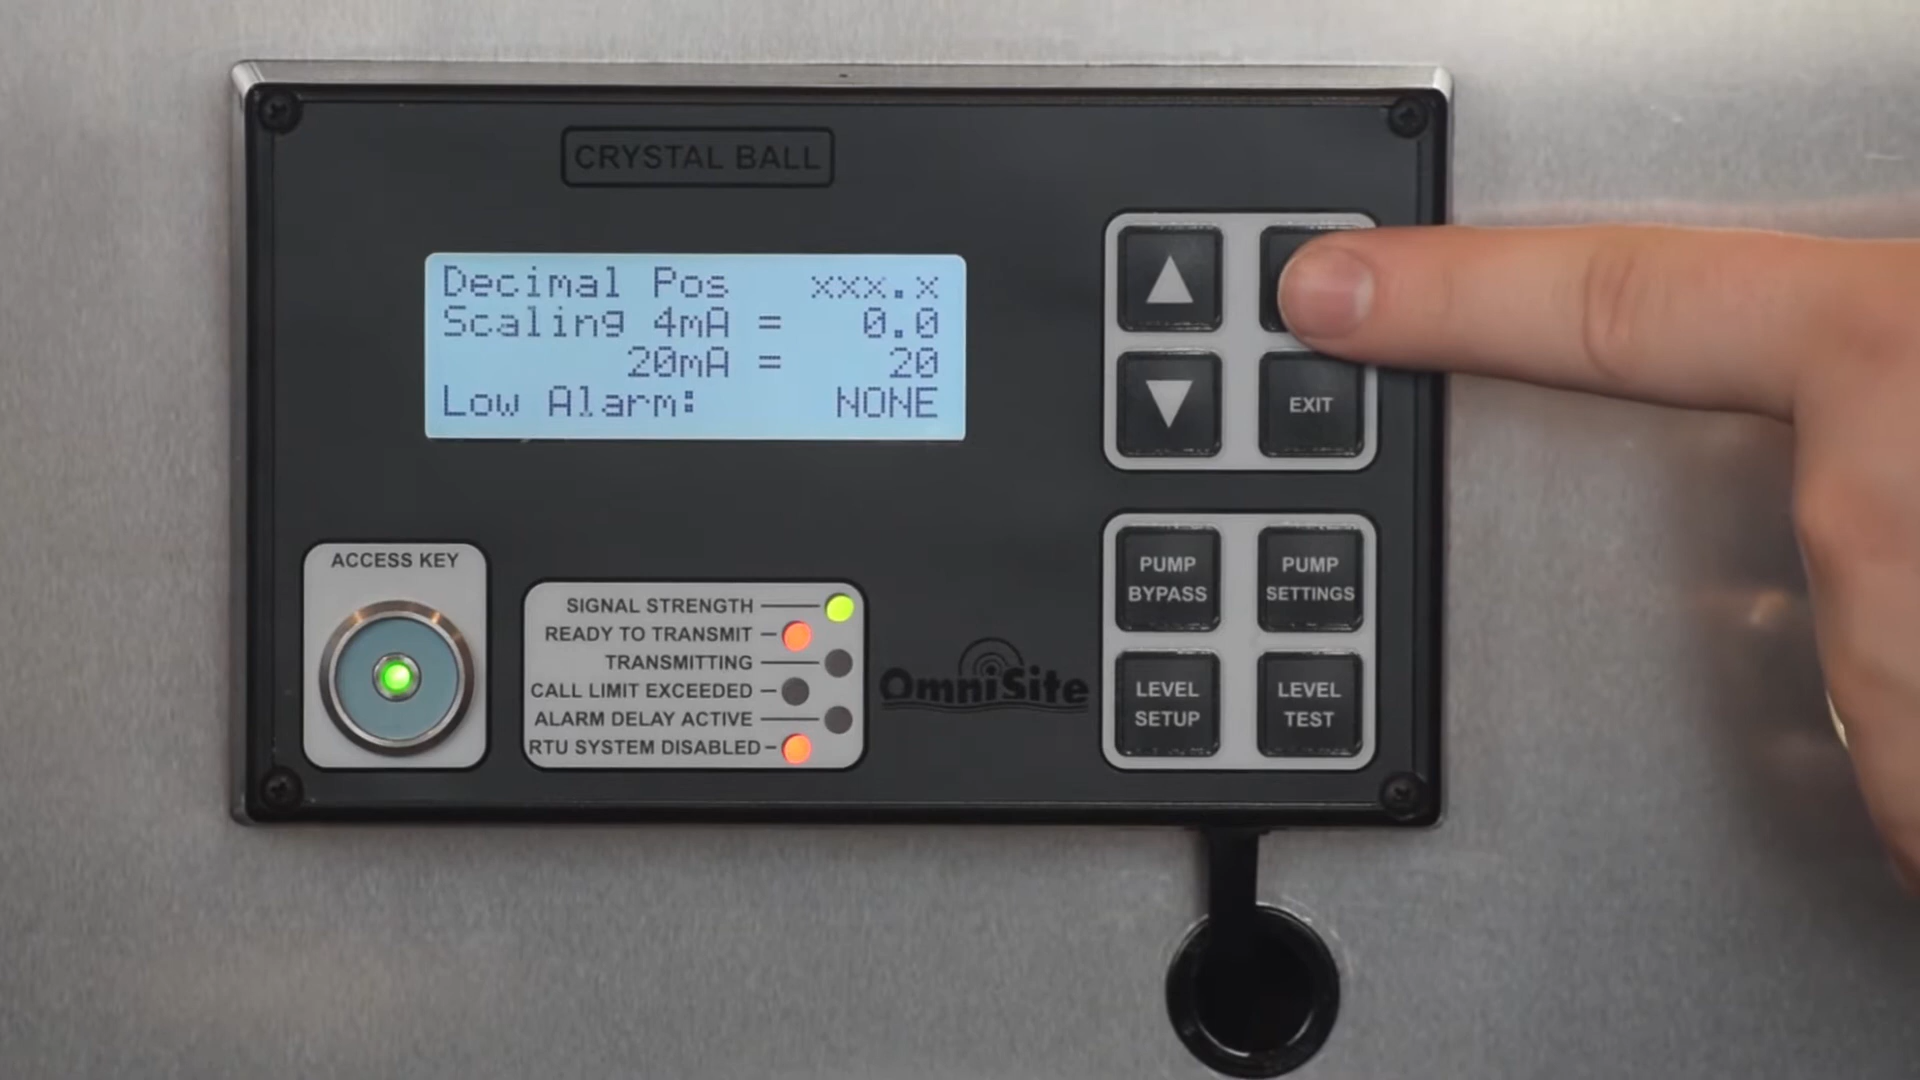 CRYSTAL BALL
Decimal Pos xxx.x
Scaling 4mA = 0.0
20mA = 20
Low Alarm: NONE
EXIT
ACCESS KEY
SIGNAL STRENGTH
READY TO TRANSMIT
TRANSMITTING
CALL LIMIT EXCEEDED
ALARM DELAY ACTIVE
RTU SYSTEM DISABLED
OmniSite
PUMP
BYPASS
PUMP
SETTINGS
LEVEL
SETUP
LEVEL
TEST